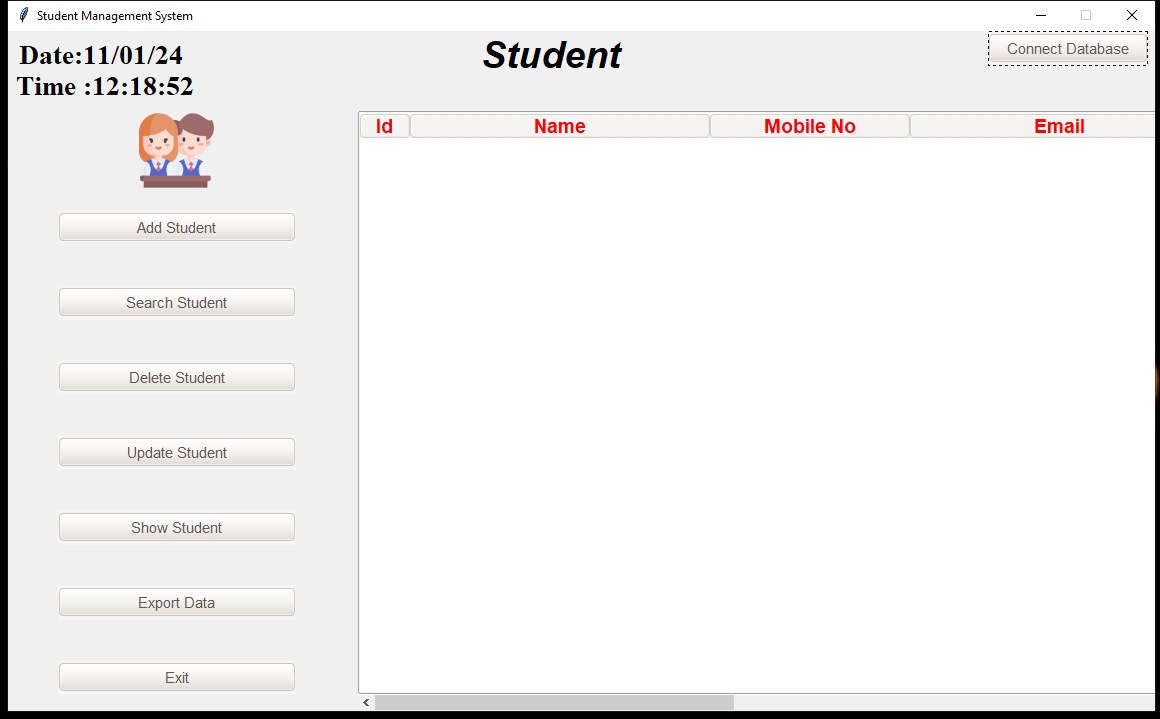 Student Management System
Date:11/01/24
Time :12:18:52
Student
Connect Database
Id Name Mobile No Email
Add Student
Search Student
Delete Student
Update Student
Show Student
Export Data
Exit